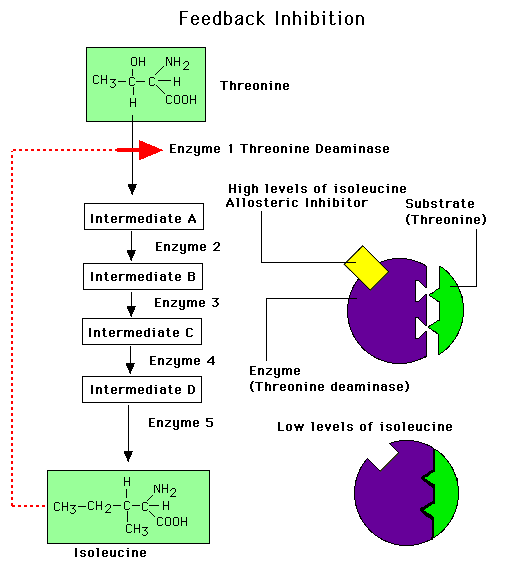 Feedback Inhibition
OH NH2
CH3—C—C—H
H COOH
Threonine
Enzyme 1 Threonine Deaminase
High levels of isoleucine
Allosteric Inhibitor
Substrate
(Threonine)
Intermediate A
Enzyme 2
Intermediate B
Enzyme 3
Intermediate C
Enzyme 4
Intermediate D
Enzyme 5
Enzyme
(Threonine deaminase)
Low levels of isoleucine
H NH2
CH3—CH2—C—C—H
CH3 COOH
Isoleucine